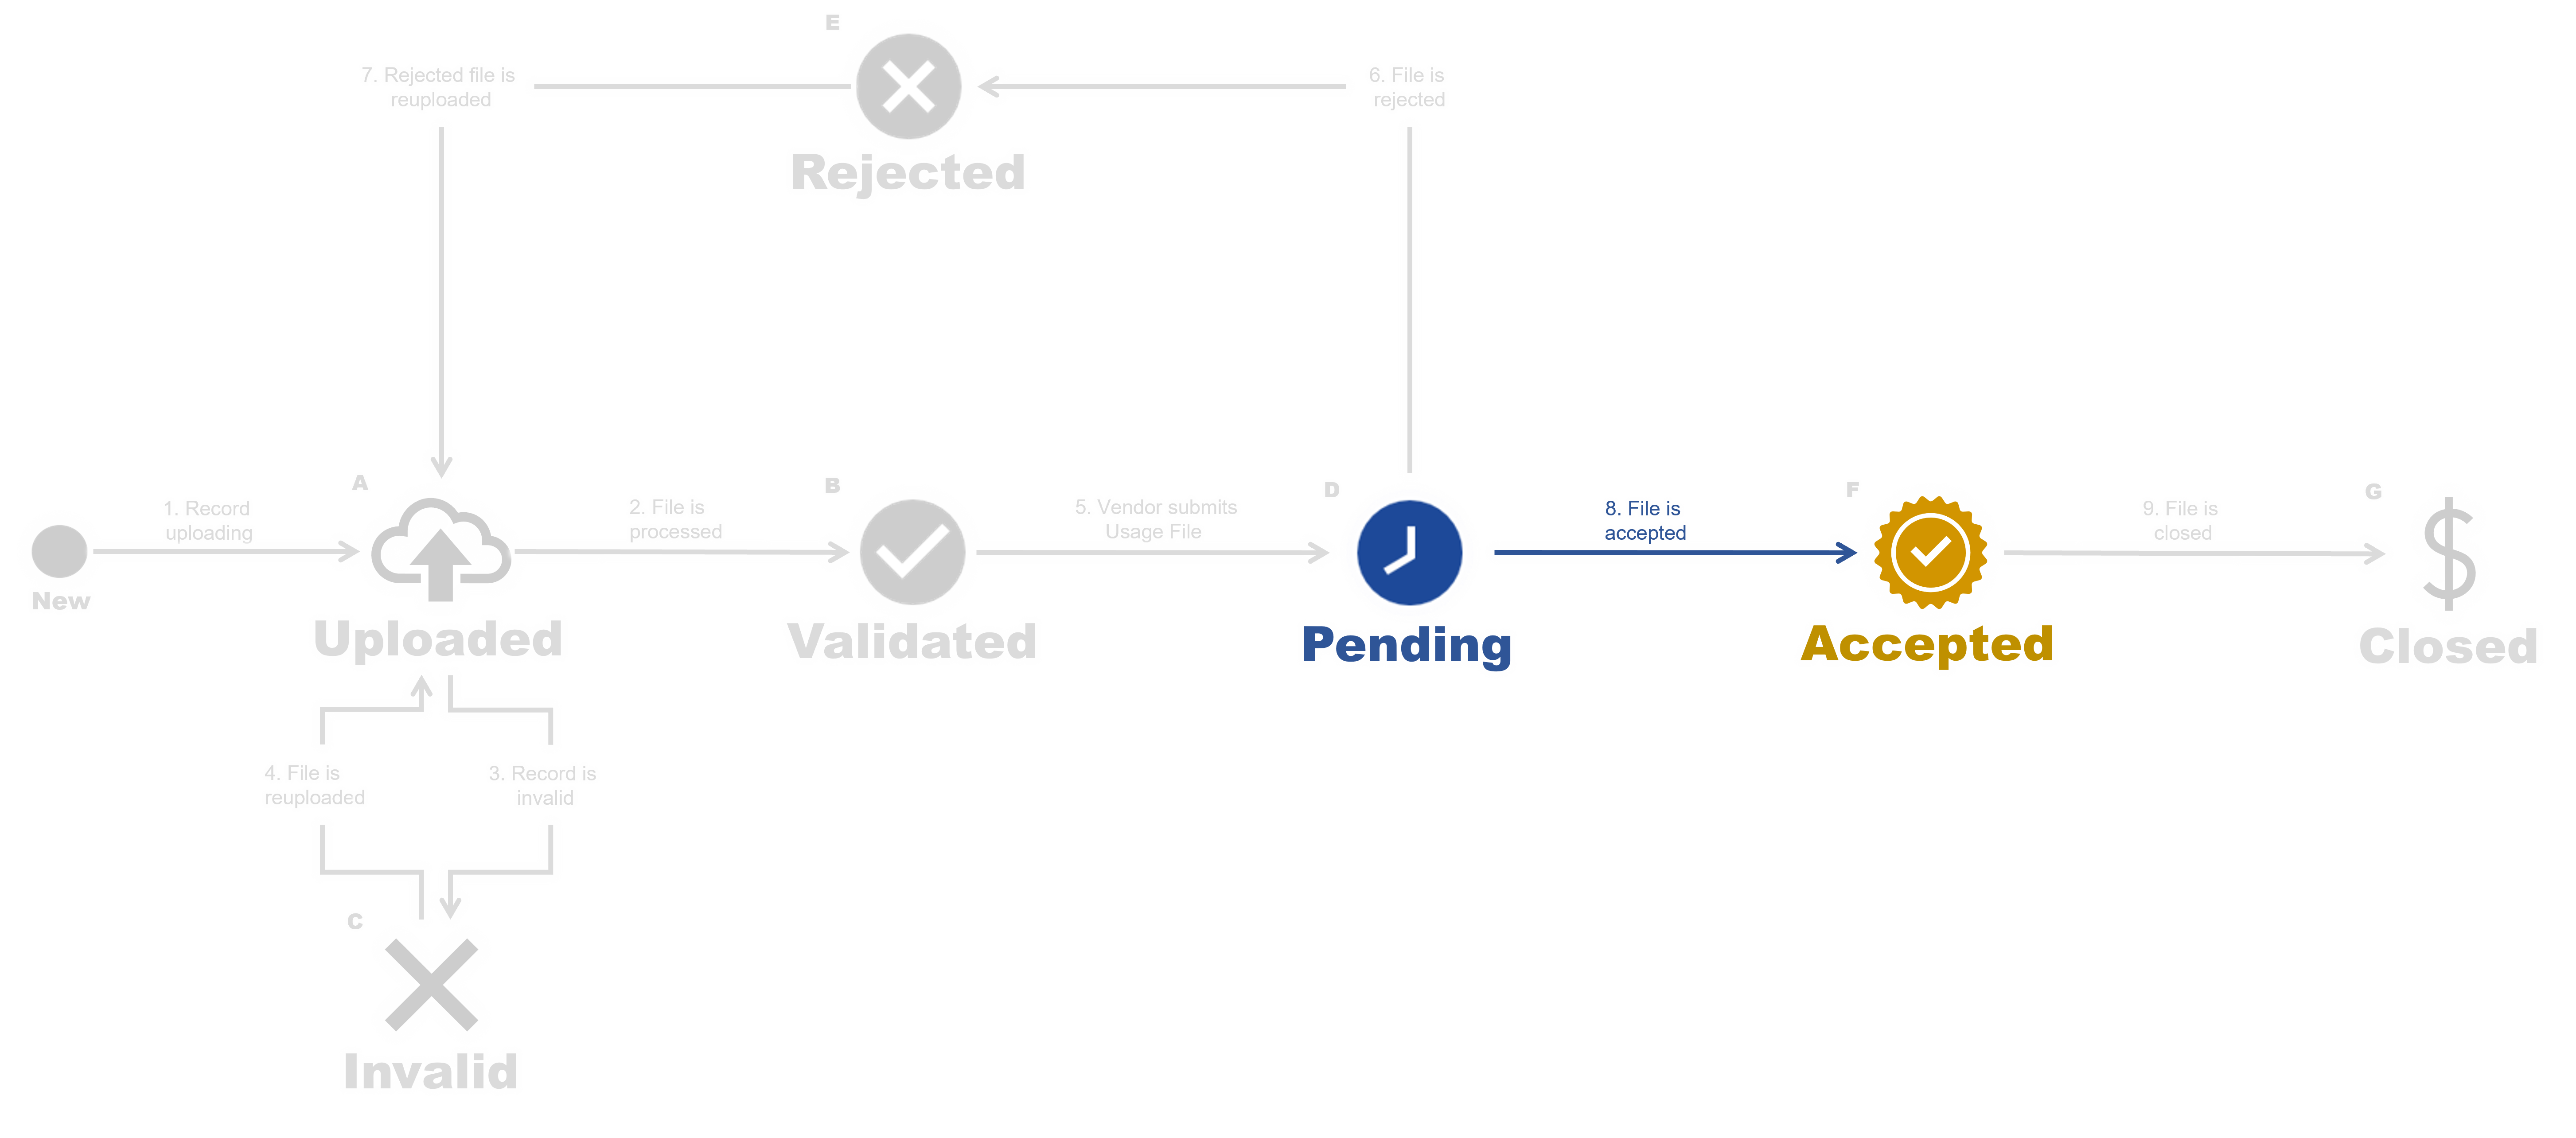 E
7. Rejected file is
reuploaded
6. File is
rejected
Rejected
A
1. Record
uploading
B
2. File is
processed
D
5. Vendor submits
Usage File
F
8. File is
accepted
G
9. File is
closed
New
Uploaded
Validated
Pending
Accepted
Closed
4. File is
reuploaded
3. Record is
invalid
C
Invalid